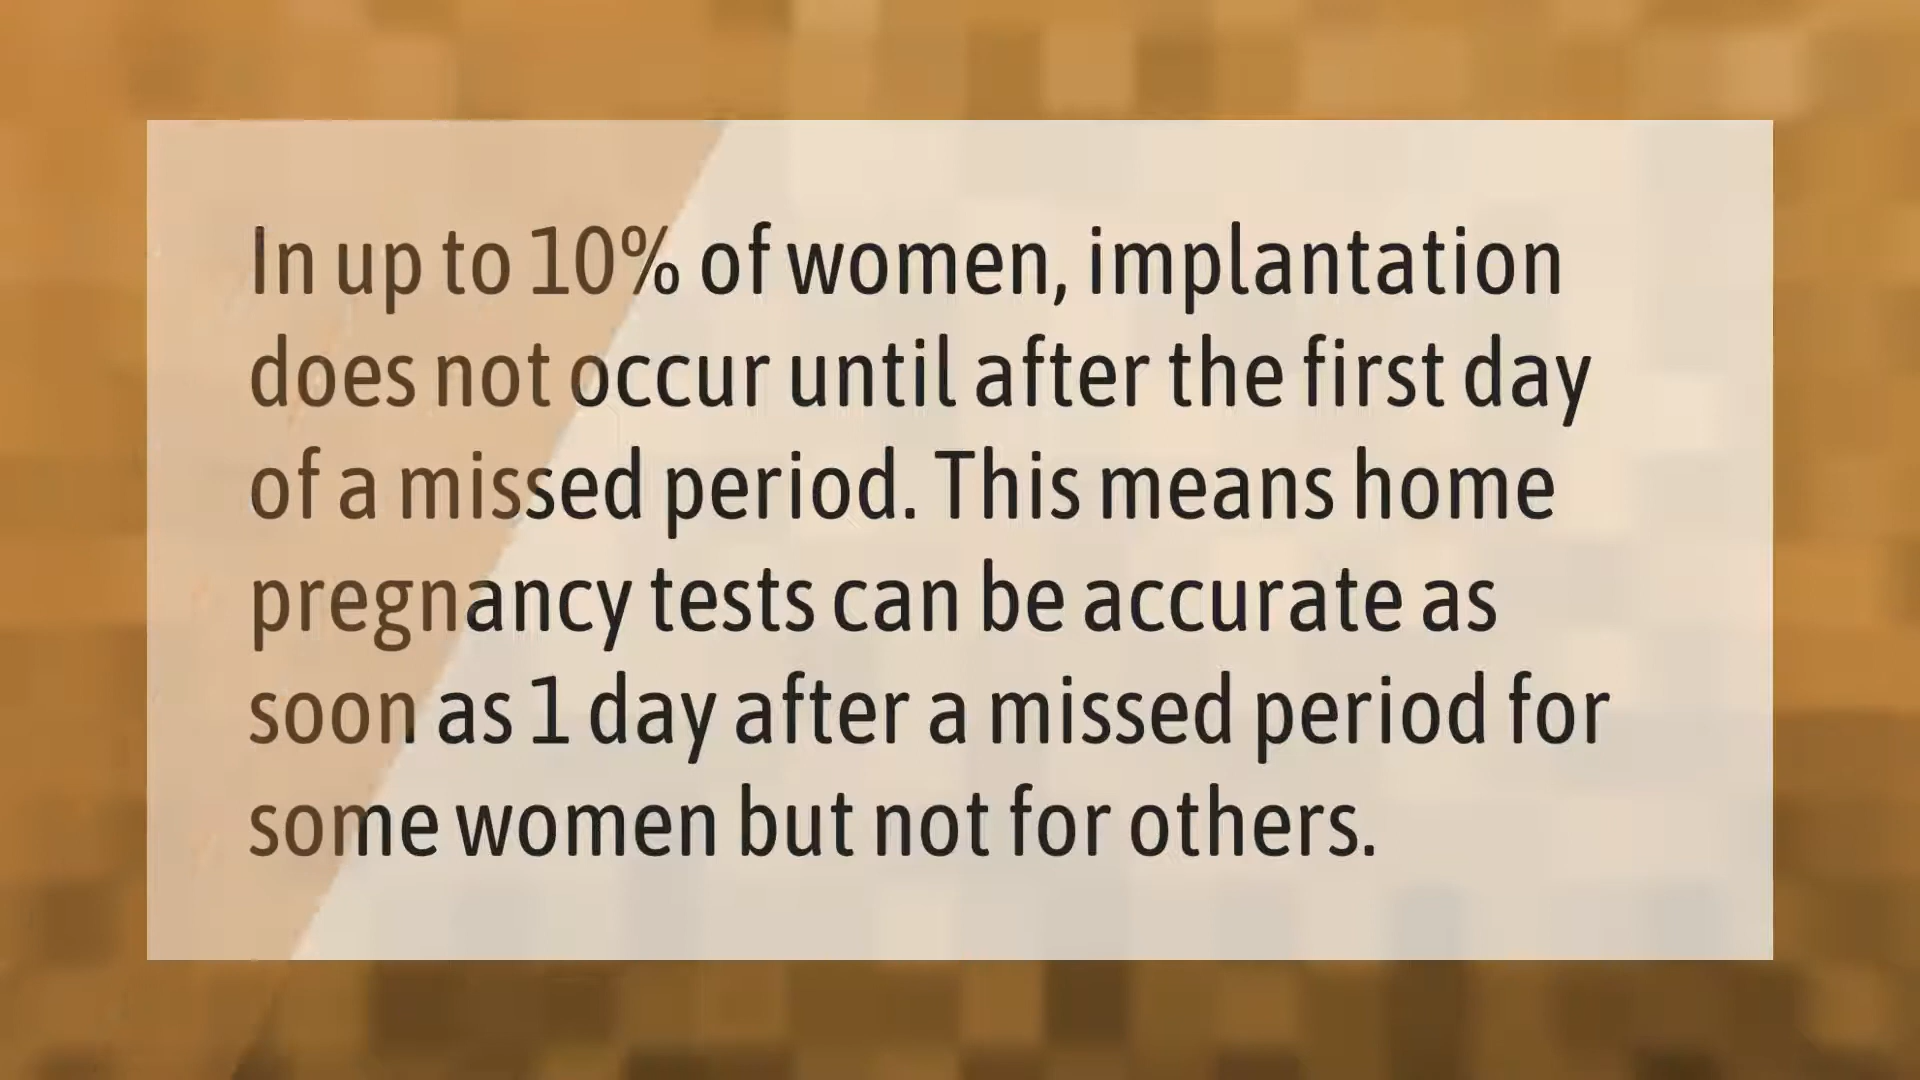 In up to 10% of women, implantation
does not occur until after the first day
of a missed period. This means home
pregnancy tests can be accurate as
soon as 1 day after a missed period for
some women but not for others.